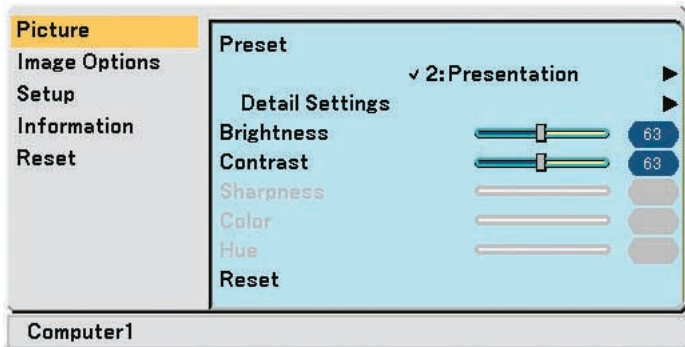 Picture
Image Options
Setup
Information
Reset
Preset
✓ 2:Presentation
Detail Settings
Brightness 63
Contrast 63
Sharpness
Color
Hue
Reset
Computer1